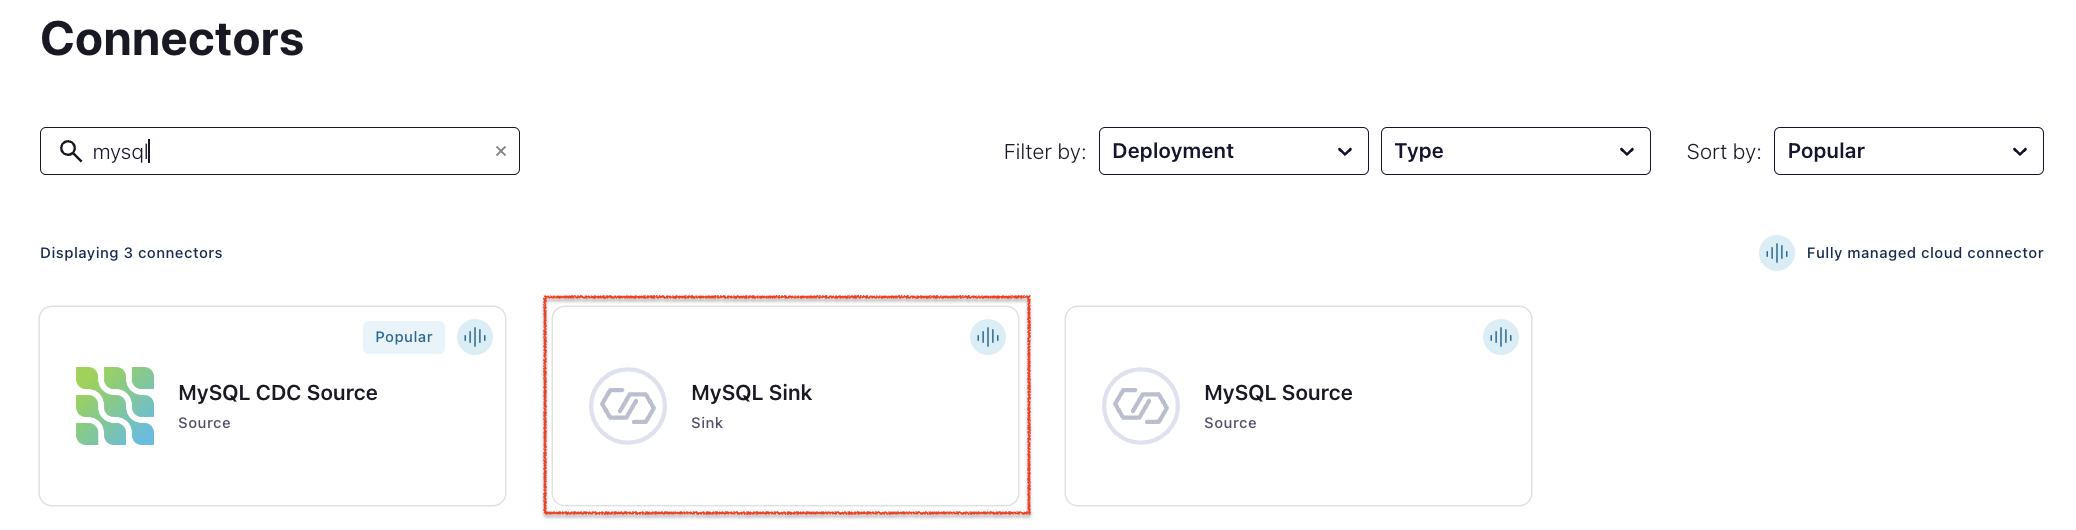 Connectors
mysql
Filter by: Deployment Type Sort by: Popular
Displaying 3 connectors
Fully managed cloud connector
Popular
MySQL CDC Source
Source
MySQL Sink
Sink
MySQL Source
Source